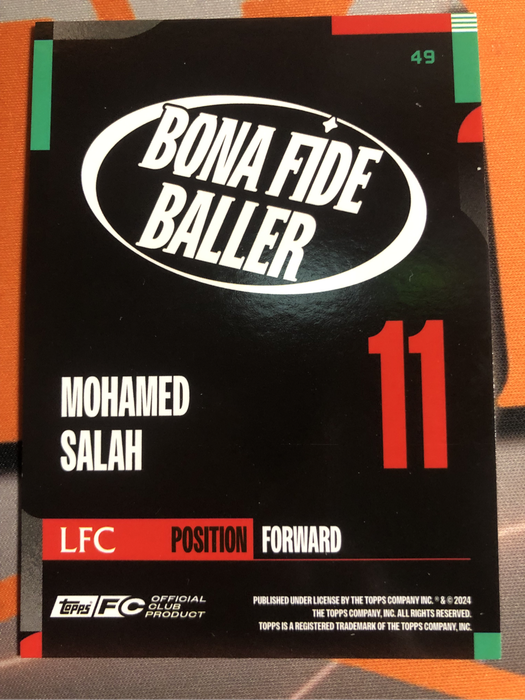 49
BONA FIDE
BALLER
11
MOHAMED
SALAH
LFC POSITION FORWARD
topps FC OFFICIAL
CLUB
PRODUCT
PUBLISHED UNDER LICENSE BY THE TOPPS COMPANY INC. ® & © 2024
THE TOPPS COMPANY, INC. ALL RIGHTS RESERVED.
TOPPS IS A REGISTERED TRADEMARK OF THE TOPPS COMPANY, INC.